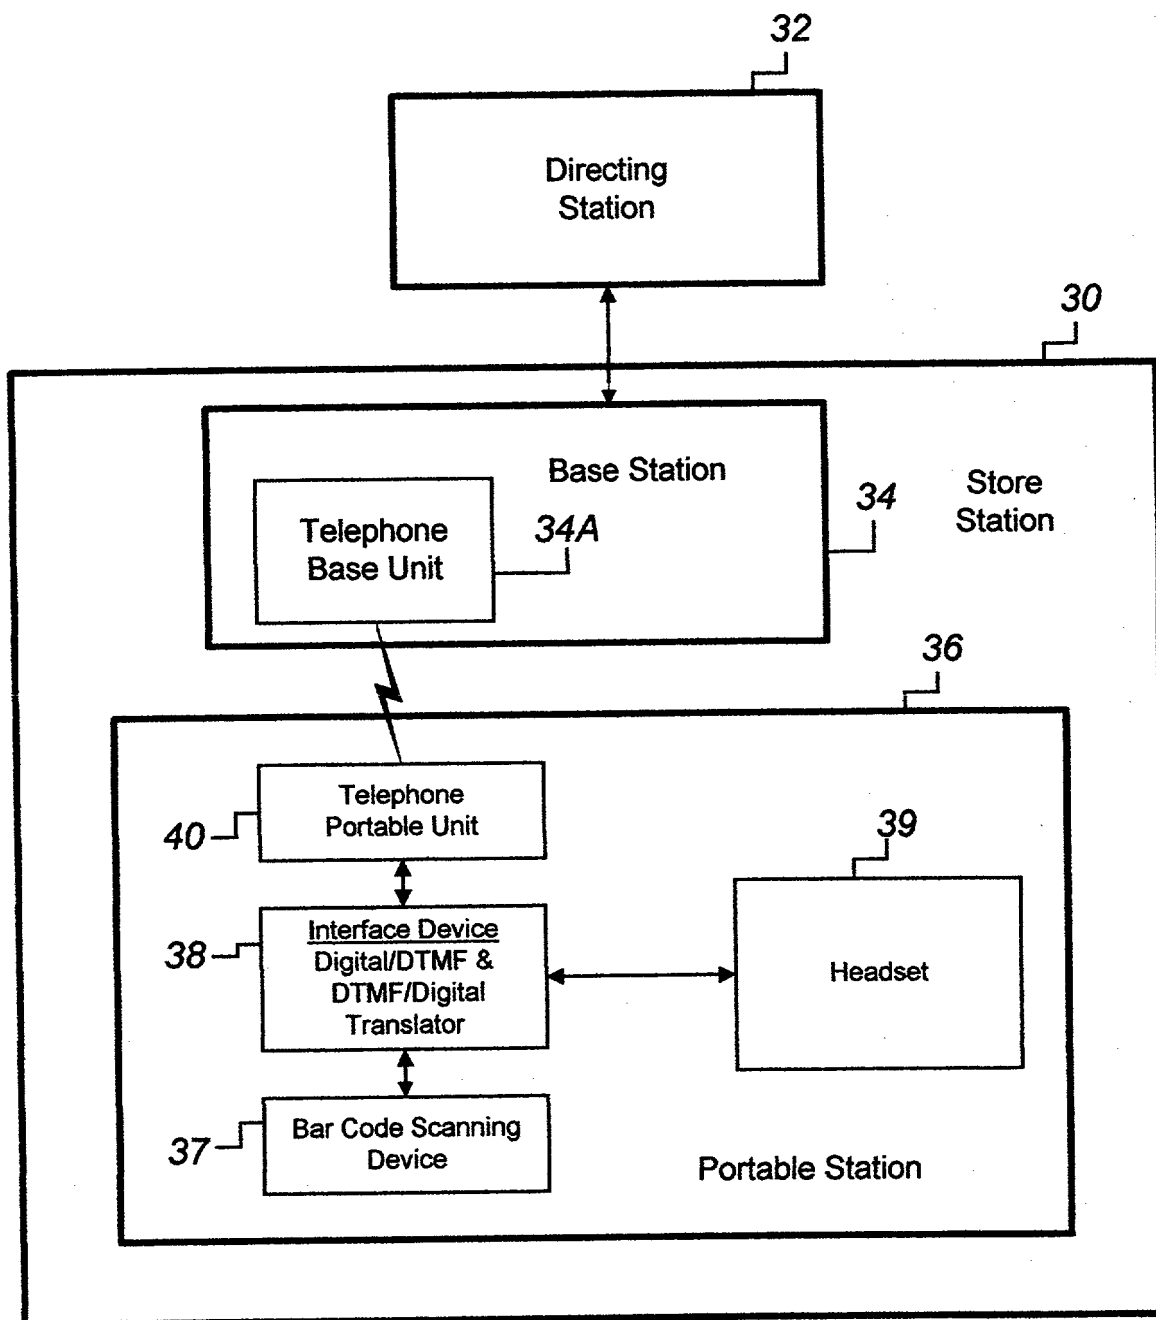 32
Directing
Station
30
Base Station
Store
Station
34
Telephone
Base Unit
34A
36
Telephone
Portable Unit
40
39
Interface Device
Digital/DTMF &
DTMF/Digital
Translator
38
Headset
Bar Code Scanning
Device
37
Portable Station